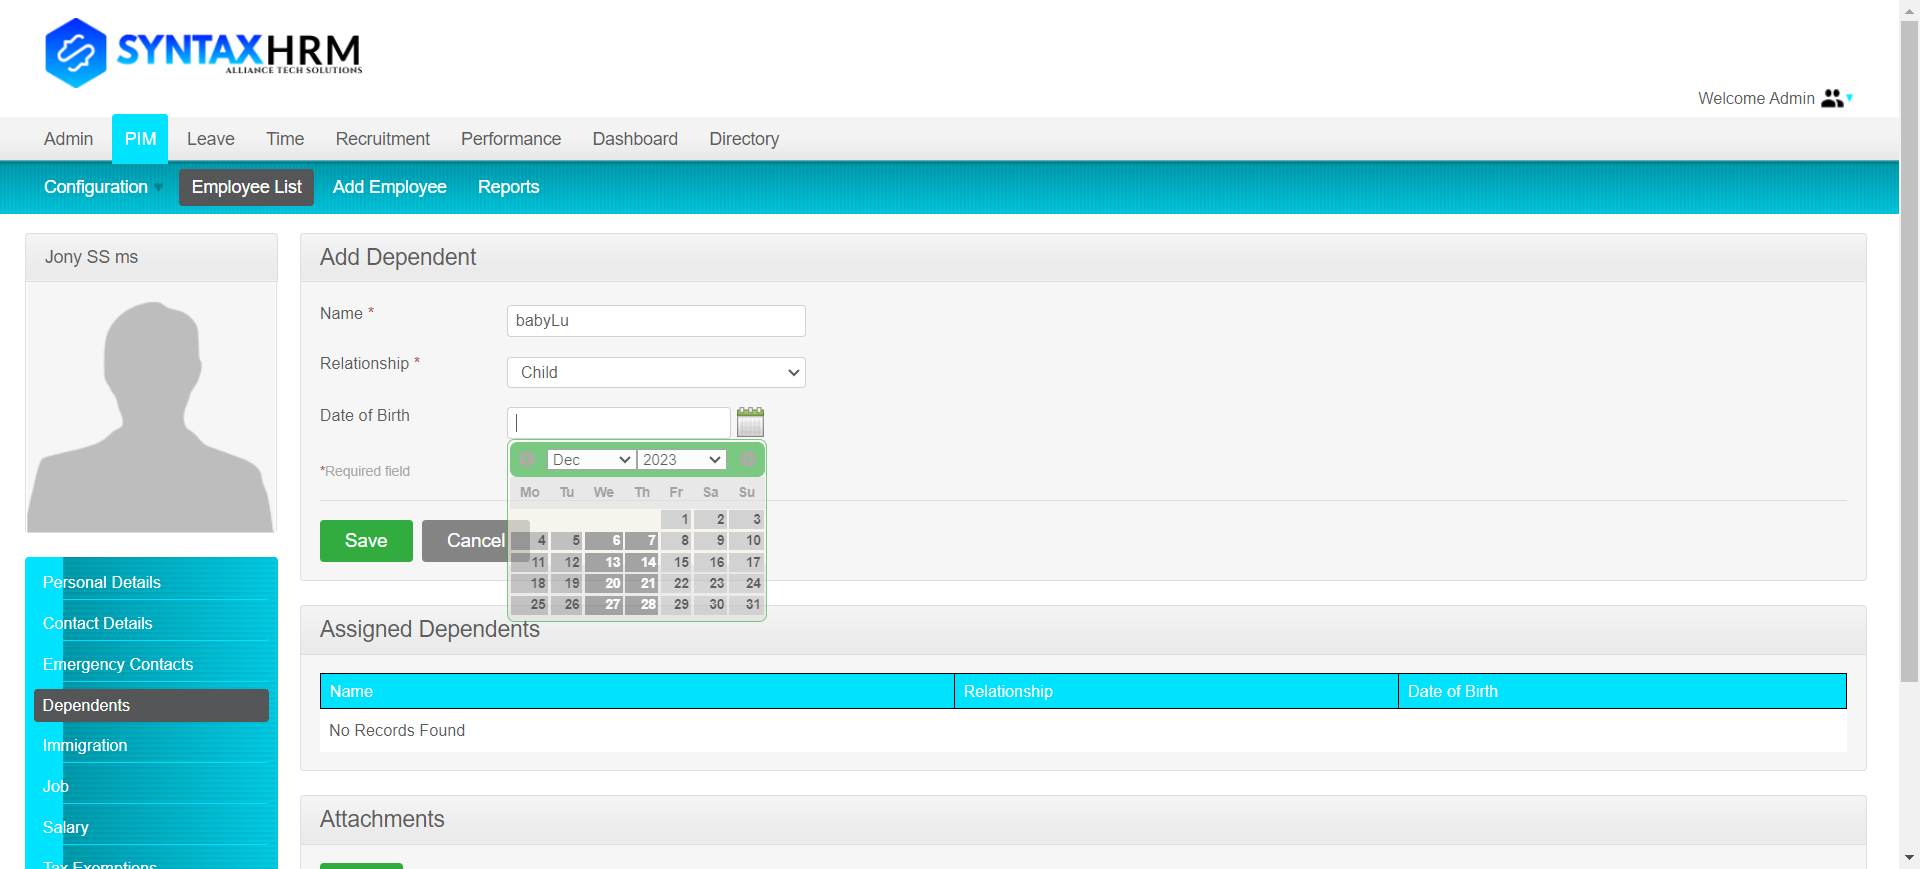 SYNTAXHRM
ALLIANCE TECH SOLUTIONS
Welcome Admin
Admin PIM Leave Time Recruitment Performance Dashboard Directory
Configuration Employee List Add Employee Reports
Jony SS ms
Add Dependent
Name *
babyLu
Relationship *
Child
Date of Birth
Dec 2023
*Required field
Mo Tu We Th Fr Sa Su
1 2 3
4 5 6 7 8 9 10
11 12 13 14 15 16 17
18 19 20 21 22 23 24
25 26 27 28 29 30 31
Save Cancel
Personal Details
Contact Details
Emergency Contacts
Dependents
Immigration
Job
Salary
Tax Exemptions
Assigned Dependents
Name Relationship Date of Birth
No Records Found
Attachments